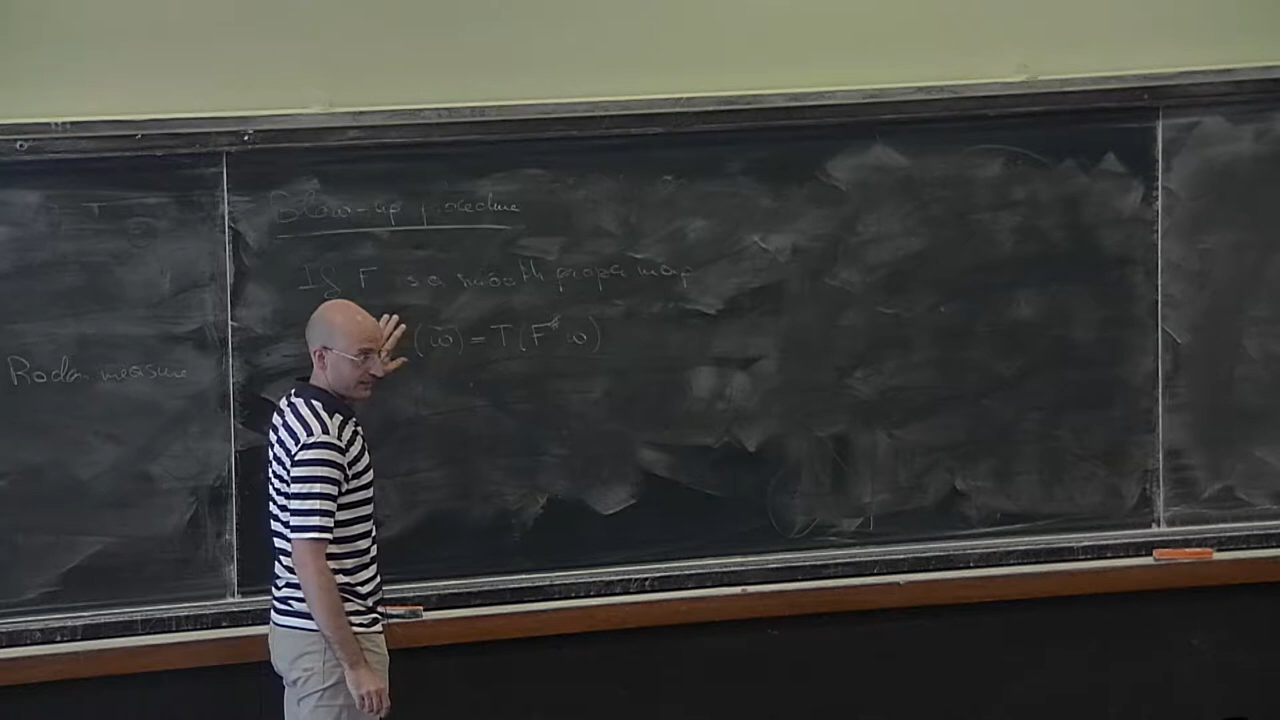 Radon measure
Blow-up procedure
If F is a smooth proper map
(ω) = T(F# ω)